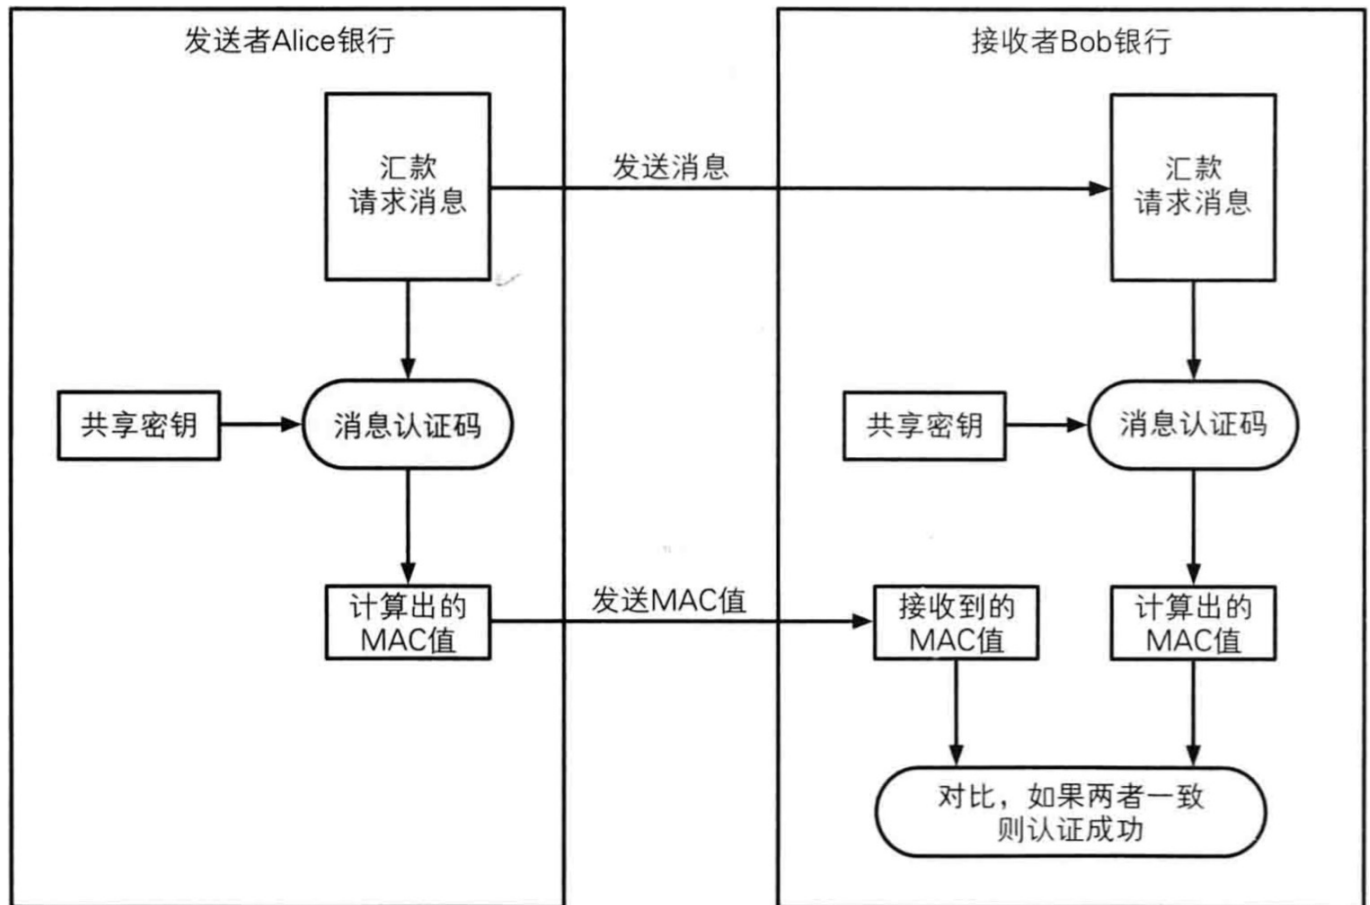 发送者Alice银行
接收者Bob银行
汇款
请求消息
发送消息
汇款
请求消息
共享密钥
消息认证码
共享密钥
消息认证码
计算出的
MAC值
发送MAC值
接收到的
MAC值
计算出的
MAC值
对比，如果两者一致
则认证成功